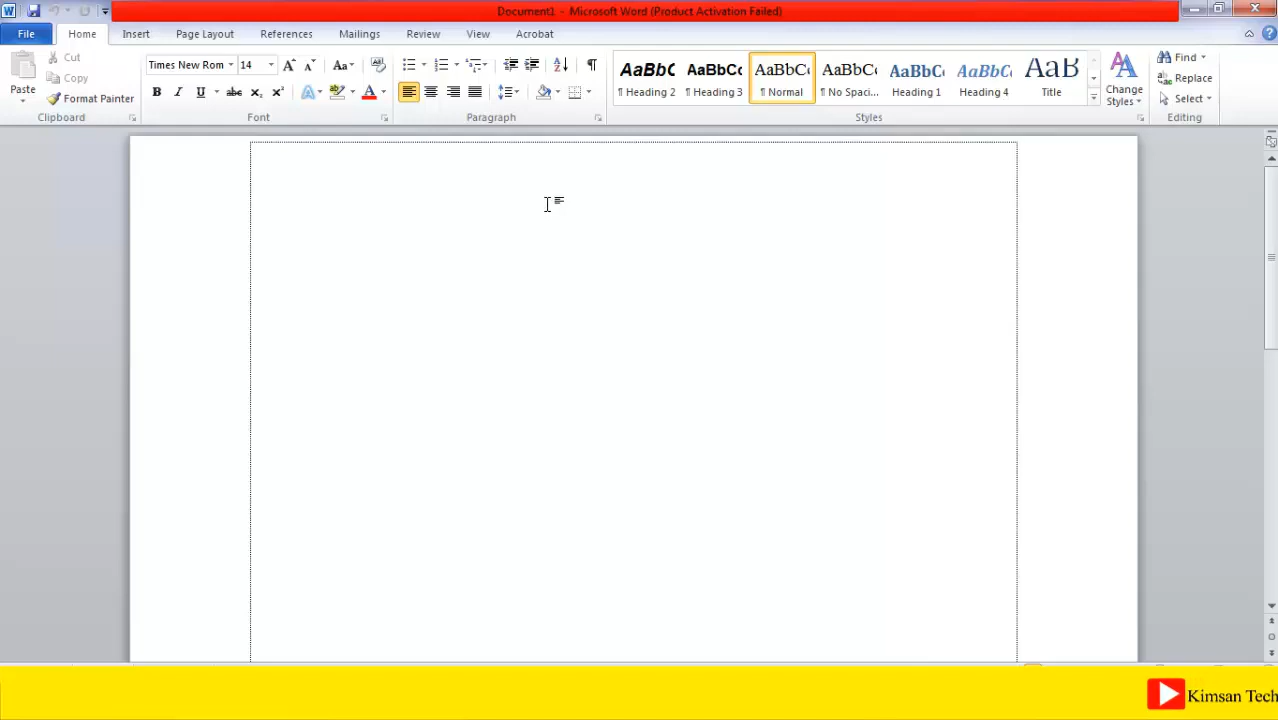 Document1 - Microsoft Word (Product Activation Failed)
File Home Insert Page Layout References Mailings Review View Acrobat
Paste
Cut
Copy
Format Painter
Clipboard
Times New Rom 14
Font
Paragraph
AaBbC AaBbCc AaBbCc AaBbCc AaBbCc AaBbCc AaB
¶ Heading 2 ¶ Heading 3 ¶ Normal ¶ No Spaci... Heading 1 Heading 4 Title
Styles
Change
Styles
Find
Replace
Select
Editing
Kimsan Tech